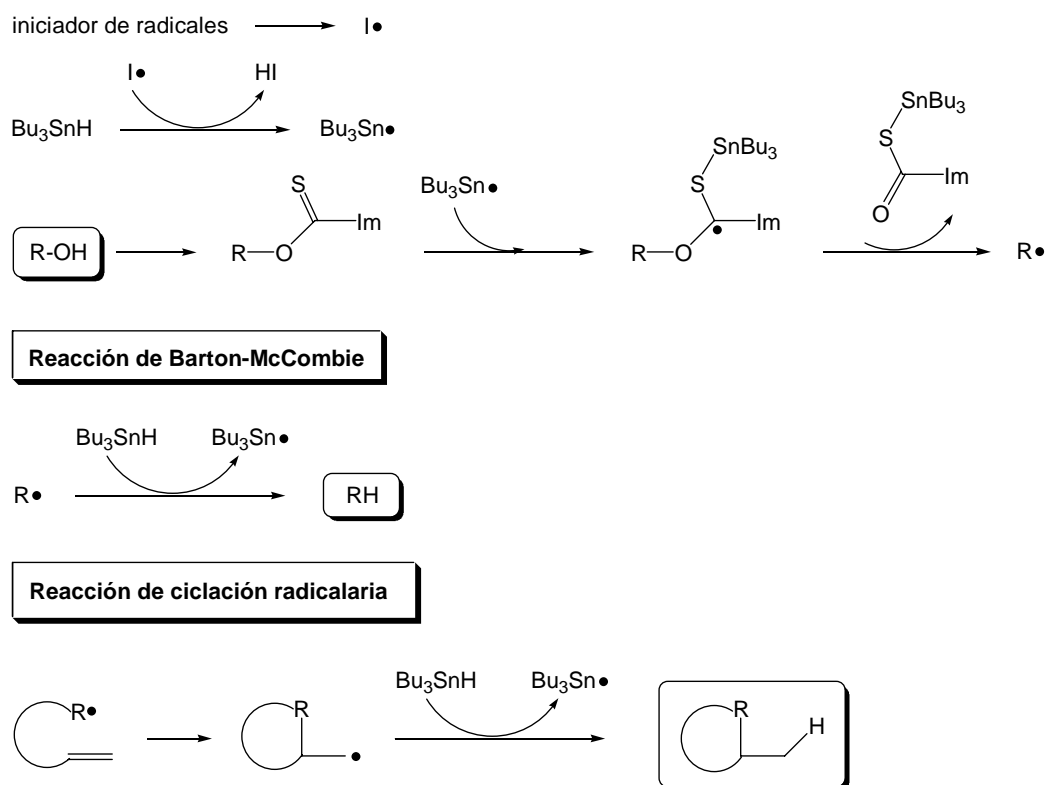 iniciador de radicales I•
I• HI
Bu3SnH Bu3Sn•
SnBu3
S
Im
O
S
Im
R O
Bu3Sn•
SnBu3
S
Im
R O
R-OH
R•
Reacción de Barton-McCombie
Bu3SnH Bu3Sn•
R• RH
Reacción de ciclación radicalaria
Bu3SnH Bu3Sn•
R• R • R H